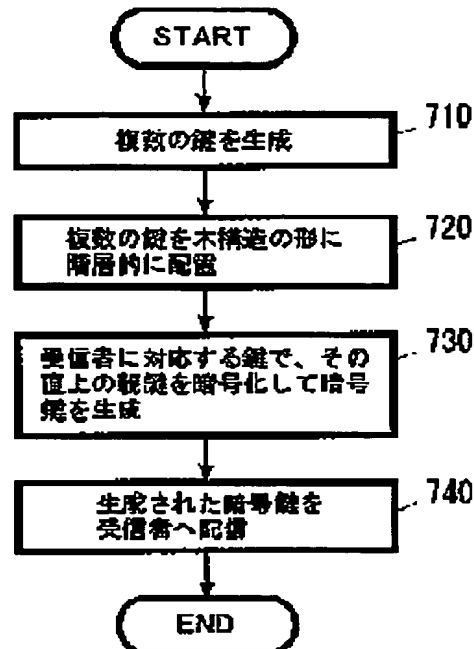 START
710
複数の鍵を生成
720
複数の鍵を木構造の形に
階層的に配置
730
受信者に対応する鍵で、その
直上の親鍵を暗号化して暗号
鍵を生成
740
生成された暗号鍵を
受信者へ配信
END